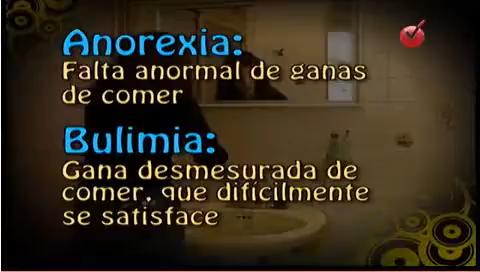 Anorexia:
Falta anormal de ganas
de comer
Bulimia:
Gana desmesurada de
comer, que difícilmente
se satisface